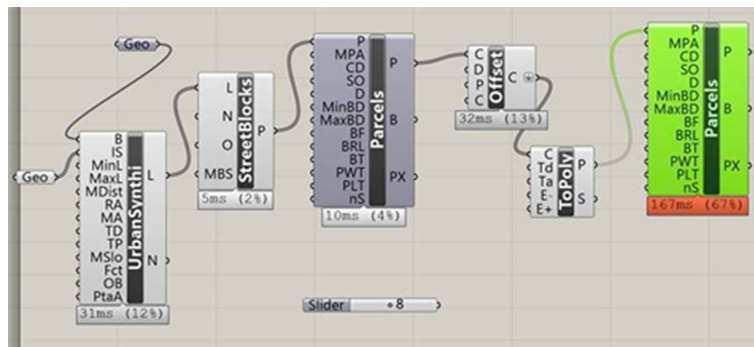 Geo
Geo
B
IS
MinL
MaxL
MDist
RA
MA
TD
TP
MSlo
Fct
OB
PtaA
UrbanSynthi
L
N
31ms (12%)
L
N
O
MBS
StreetBlocks
P
5ms (2%)
P
MPA
CD
SO
D
MinBD
MaxBD
BF
BRL
BT
PWT
PLT
nS
Parcels
P
B
PX
10ms (4%)
C
D
P
C
Offset
C
32ms (13%)
C
Td
Ta
E-
E+
ToPoly
P
S
P
MPA
CD
SO
D
MinBD
MaxBD
BF
BRL
BT
PWT
PLT
nS
Parcels
P
B
PX
167ms (67%)
Slider
8